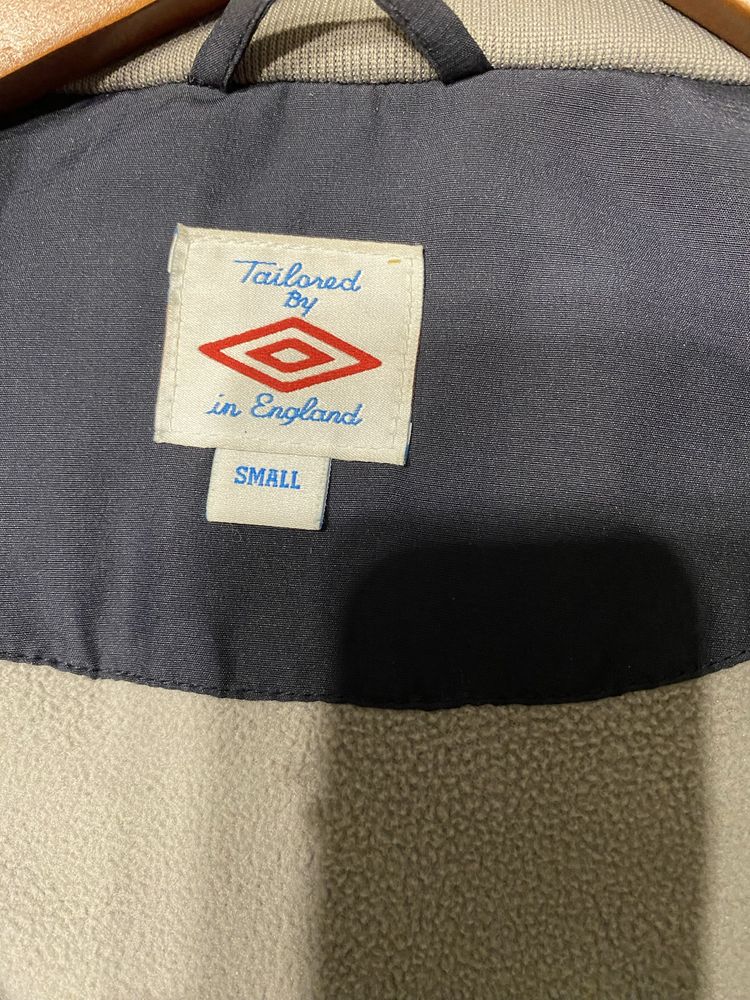 Tailored
By
in England
SMALL